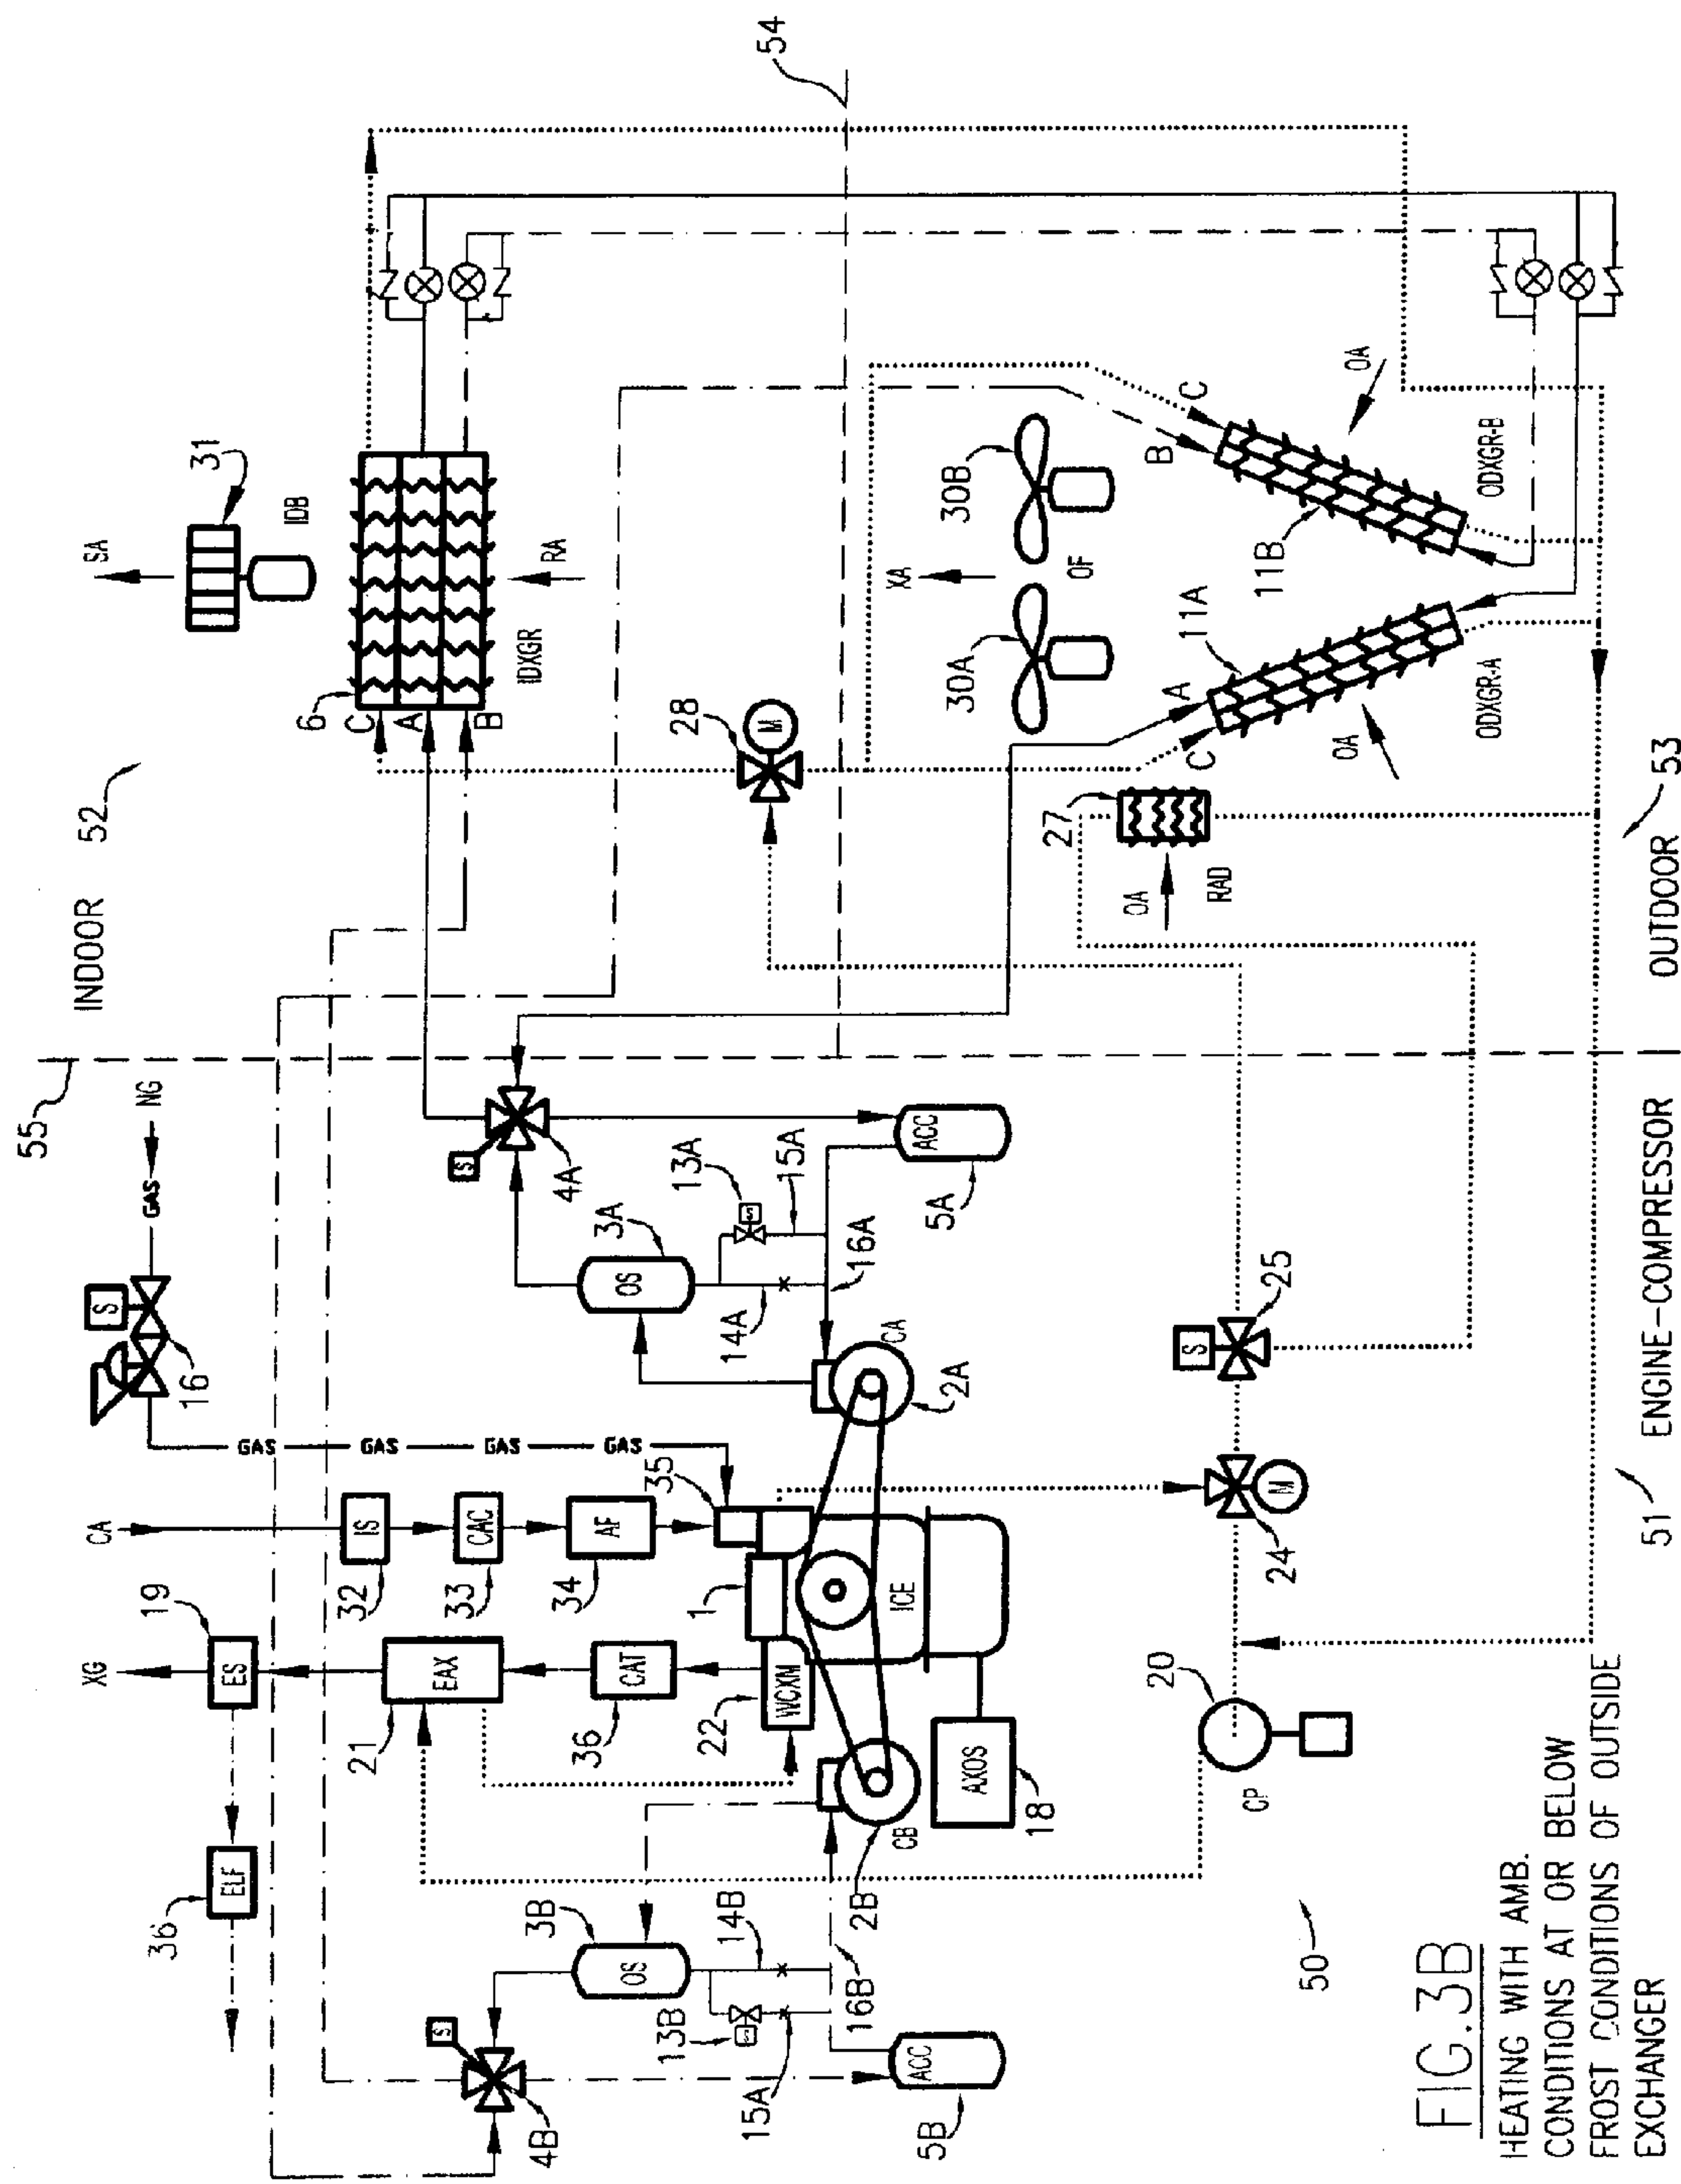 55
INDOOR
52
54
SA
31
IDB
6
C
A
B
IDXGR
RA
NG
GAS
S
16
GAS
GAS
GAS
GAS
CA
IS
32
CAC
33
AF
34
35
XG
19
ES
ELF
36
EAX
21
CAT
36
WCXM
22
1
ICE
AXOS
18
S
4A
3A
OS
13A
15A
14A
16A
ACC
5A
CA
2A
S
4B
3B
OS
14B
13B
15A
16B
ACC
5B
CB
2B
28
M
XA
30A
30B
OF
27
OA
RAD
C
A
11A
OA
ODXGR-A
B
C
11B
OA
ODXGR-B
S
25
M
24
20
CP
50
51
ENGINE-COMPRESSOR
OUTDOOR
53
FIG.3B
HEATING WITH AMB.
CONDITIONS AT OR BELOW
FROST CONDITIONS OF OUTSIDE
EXCHANGER